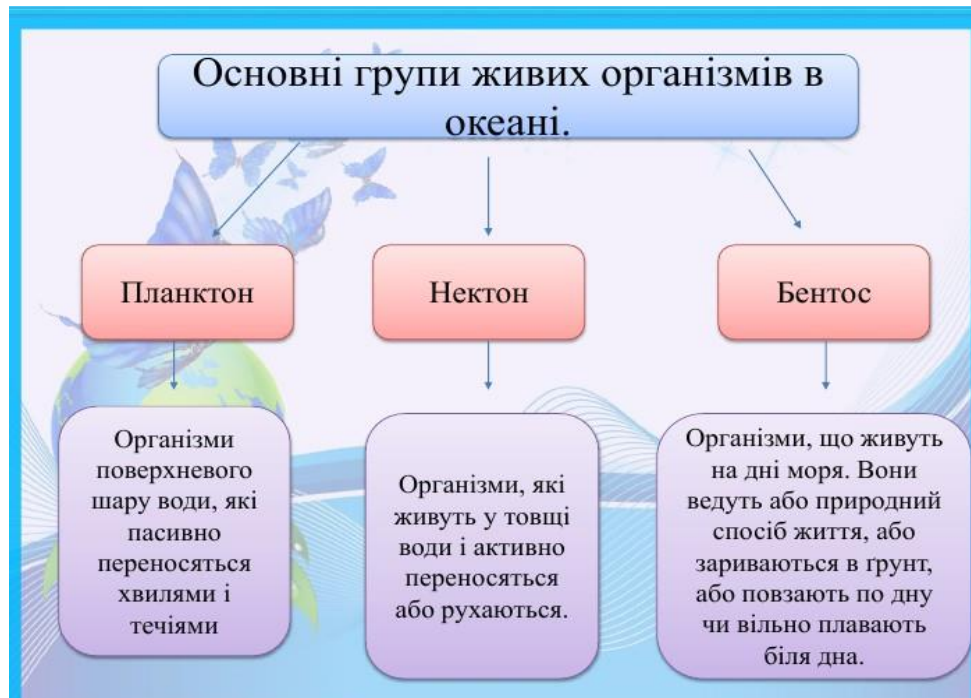 Основні групи живих організмів в
океані.
Планктон
Нектон
Бентос
Організми
поверхневого
шару води, які
пасивно
переносяться
хвилями і
течіями
Організми, які
живуть у товщі
води і активно
переносяться
або рухаються.
Організми, що живуть
на дні моря. Вони
ведуть або природний
спосіб життя, або
зариваються в ґрунт,
або повзають по дну
чи вільно плавають
біля дна.